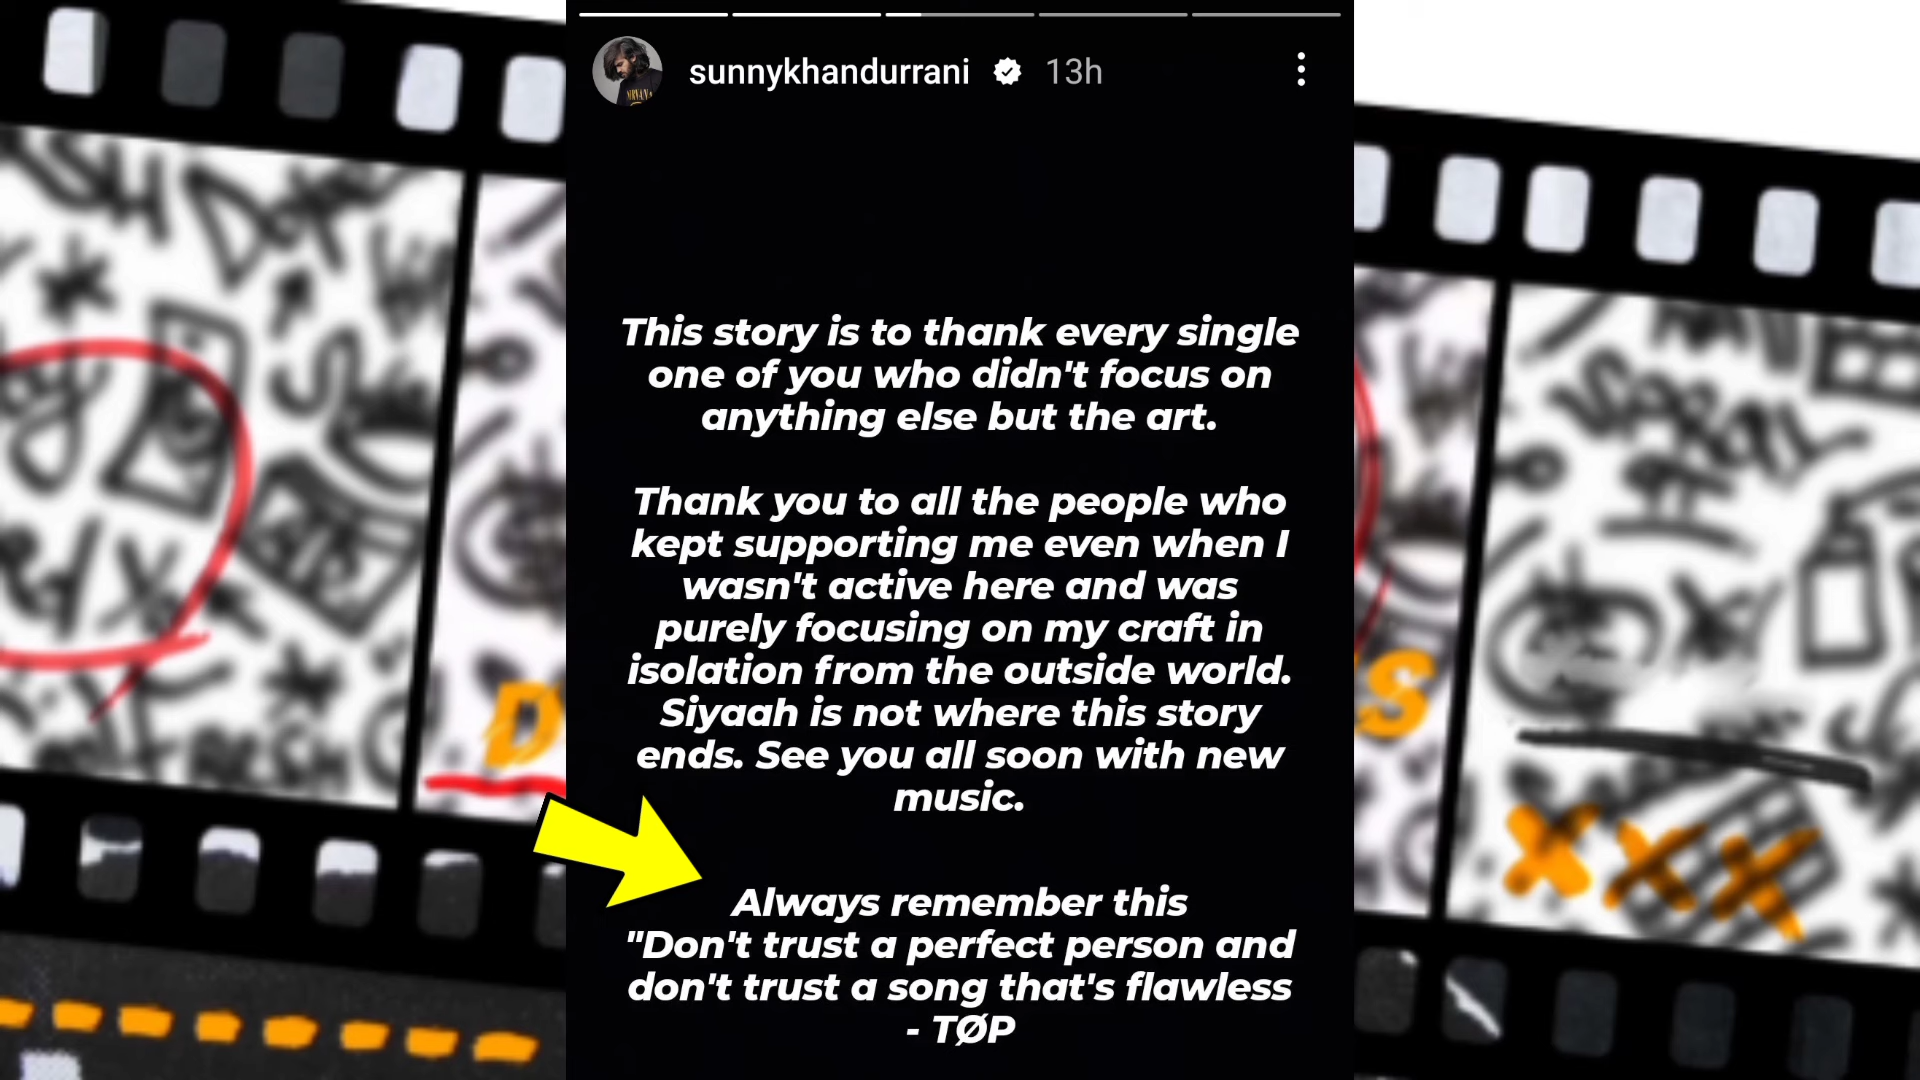 sunnykhandurrani 13h
This story is to thank every single
one of you who didn't focus on
anything else but the art.
Thank you to all the people who
kept supporting me even when I
wasn't active here and was
purely focusing on my craft in
isolation from the outside world.
Siyaah is not where this story
ends. See you all soon with new
music.
Always remember this
"Don't trust a perfect person and
don't trust a song that's flawless
- TØP